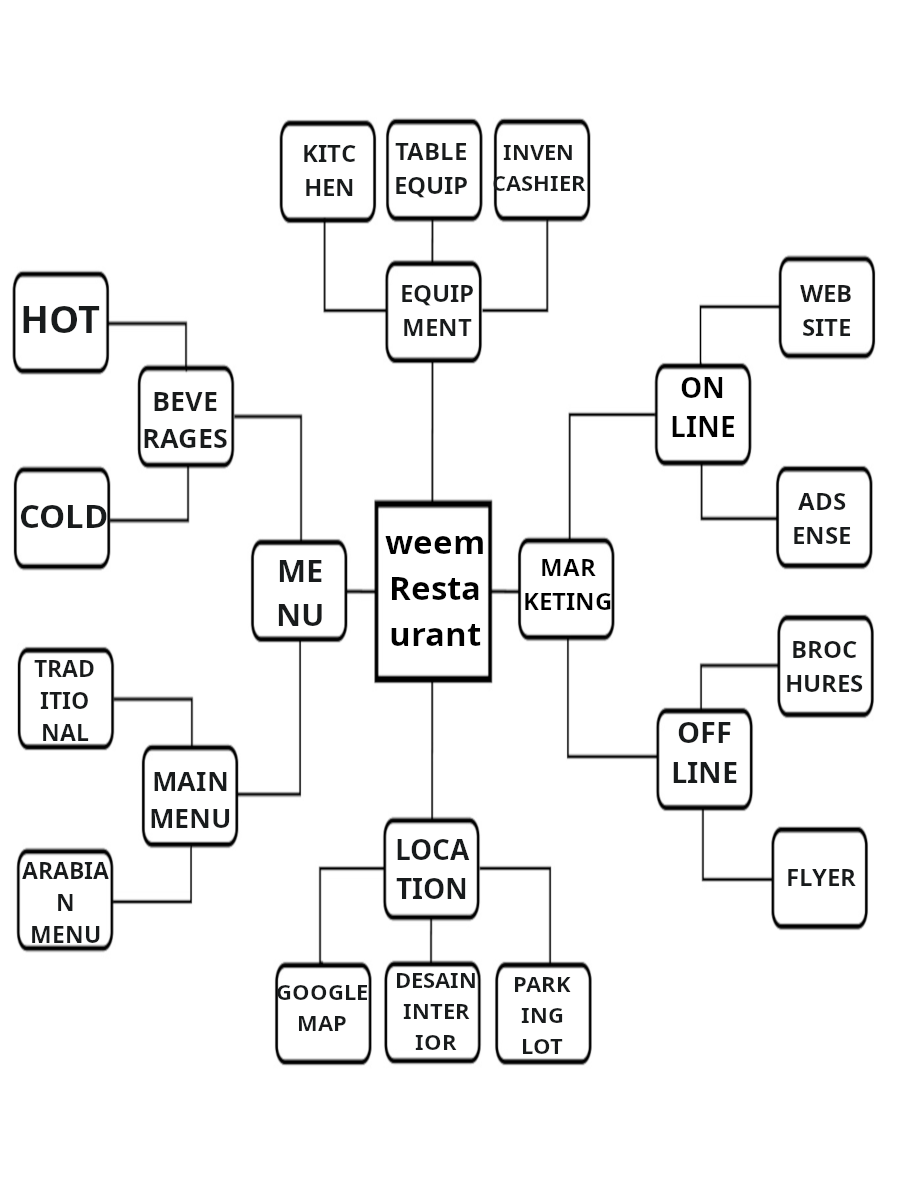 KITC
HEN
TABLE
EQUIP
INVEN
CASHIER
EQUIP
MENT
HOT
BEVE
RAGES
COLD
WEB
SITE
ON
LINE
ADS
ENSE
ME
NU
weem
Resta
urant
MAR
KETING
TRAD
ITIO
NAL
MAIN
MENU
ARABIA
N
MENU
BROC
HURES
OFF
LINE
FLYER
LOCA
TION
GOOGLE
MAP
DESAIN
INTER
IOR
PARK
ING
LOT